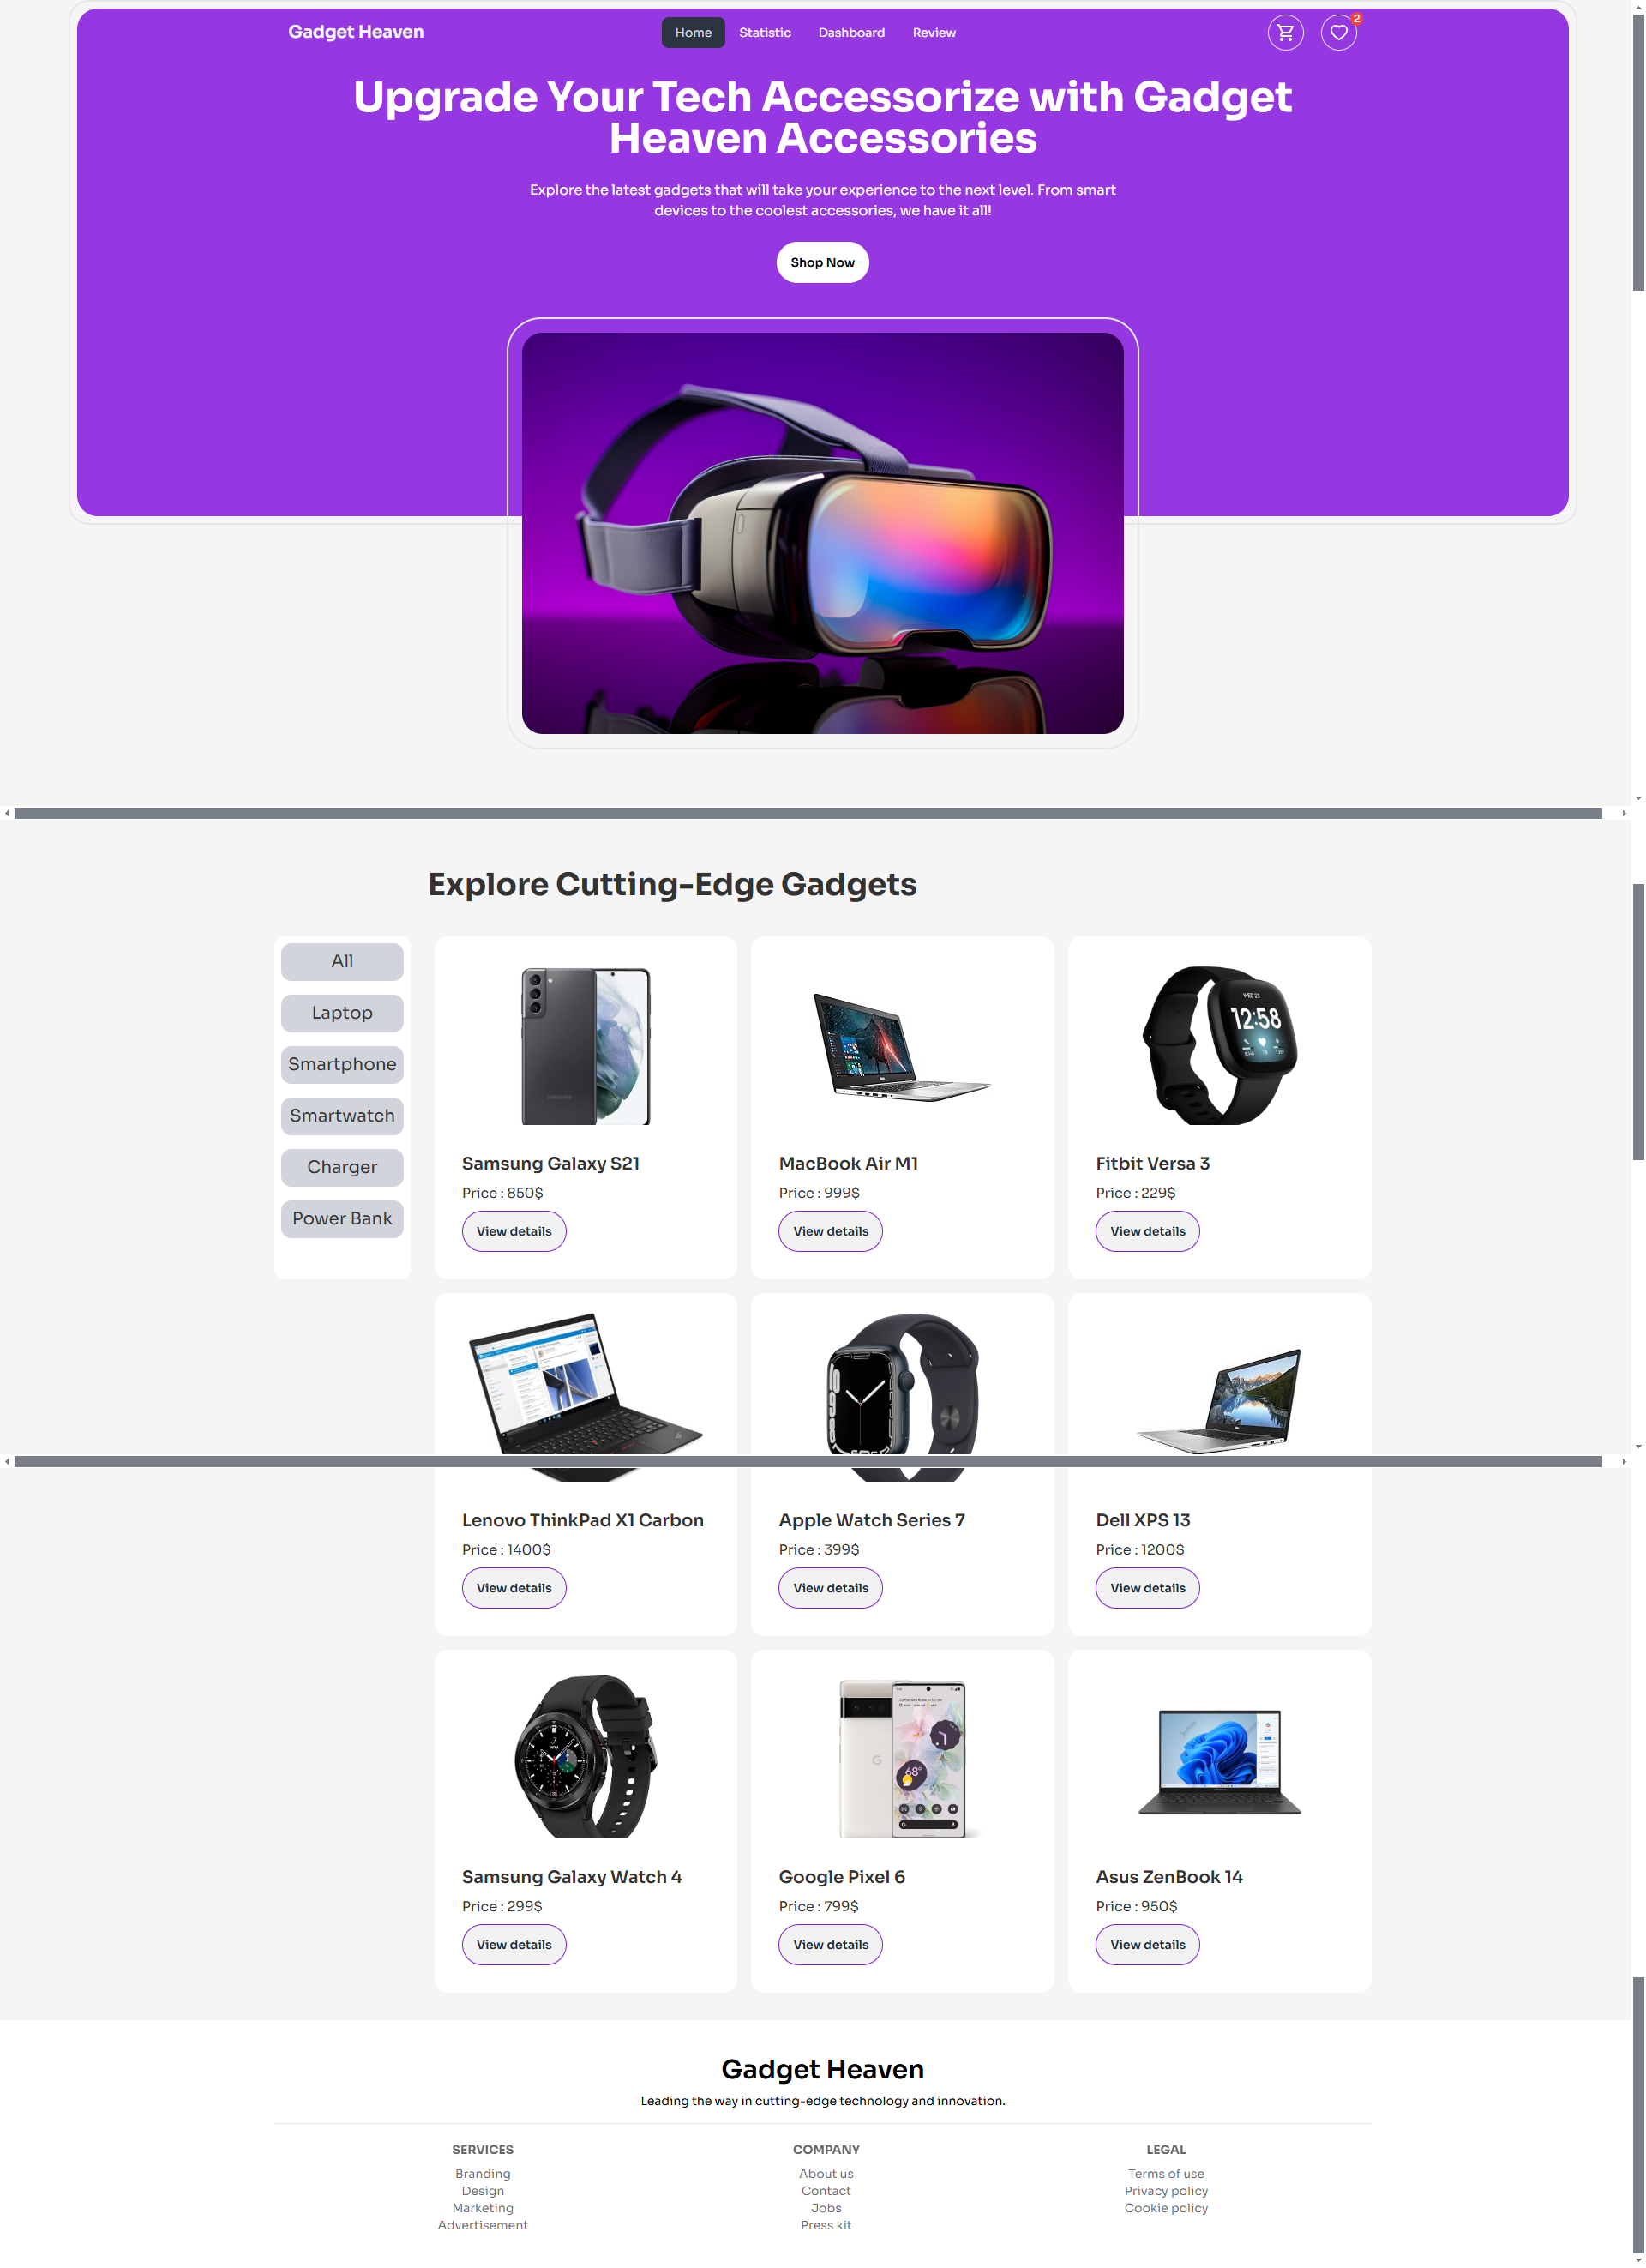 Gadget Heaven
Home
Statistic
Dashboard
Review
2
Upgrade Your Tech Accessorize with Gadget
Heaven Accessories
Explore the latest gadgets that will take your experience to the next level. From smart
devices to the coolest accessories, we have it all!
Shop Now
Explore Cutting-Edge Gadgets
All
Laptop
Smartphone
Smartwatch
Charger
Power Bank
SAMSUNG
Samsung Galaxy S21
Price : 850$
View details
MacBook Air M1
Price : 999$
View details
WED 23
12:58
Fitbit Versa 3
Price : 229$
View details
Lenovo ThinkPad X1 Carbon
Price : 1400$
View details
Apple Watch Series 7
Price : 399$
View details
Dell XPS 13
Price : 1200$
View details
Samsung Galaxy Watch 4
Price : 299$
View details
G
68°
Google Pixel 6
Price : 799$
View details
Asus ZenBook 14
Price : 950$
View details
Gadget Heaven
Leading the way in cutting-edge technology and innovation.
SERVICES
Branding
Design
Marketing
Advertisement
COMPANY
About us
Contact
Jobs
Press kit
LEGAL
Terms of use
Privacy policy
Cookie policy